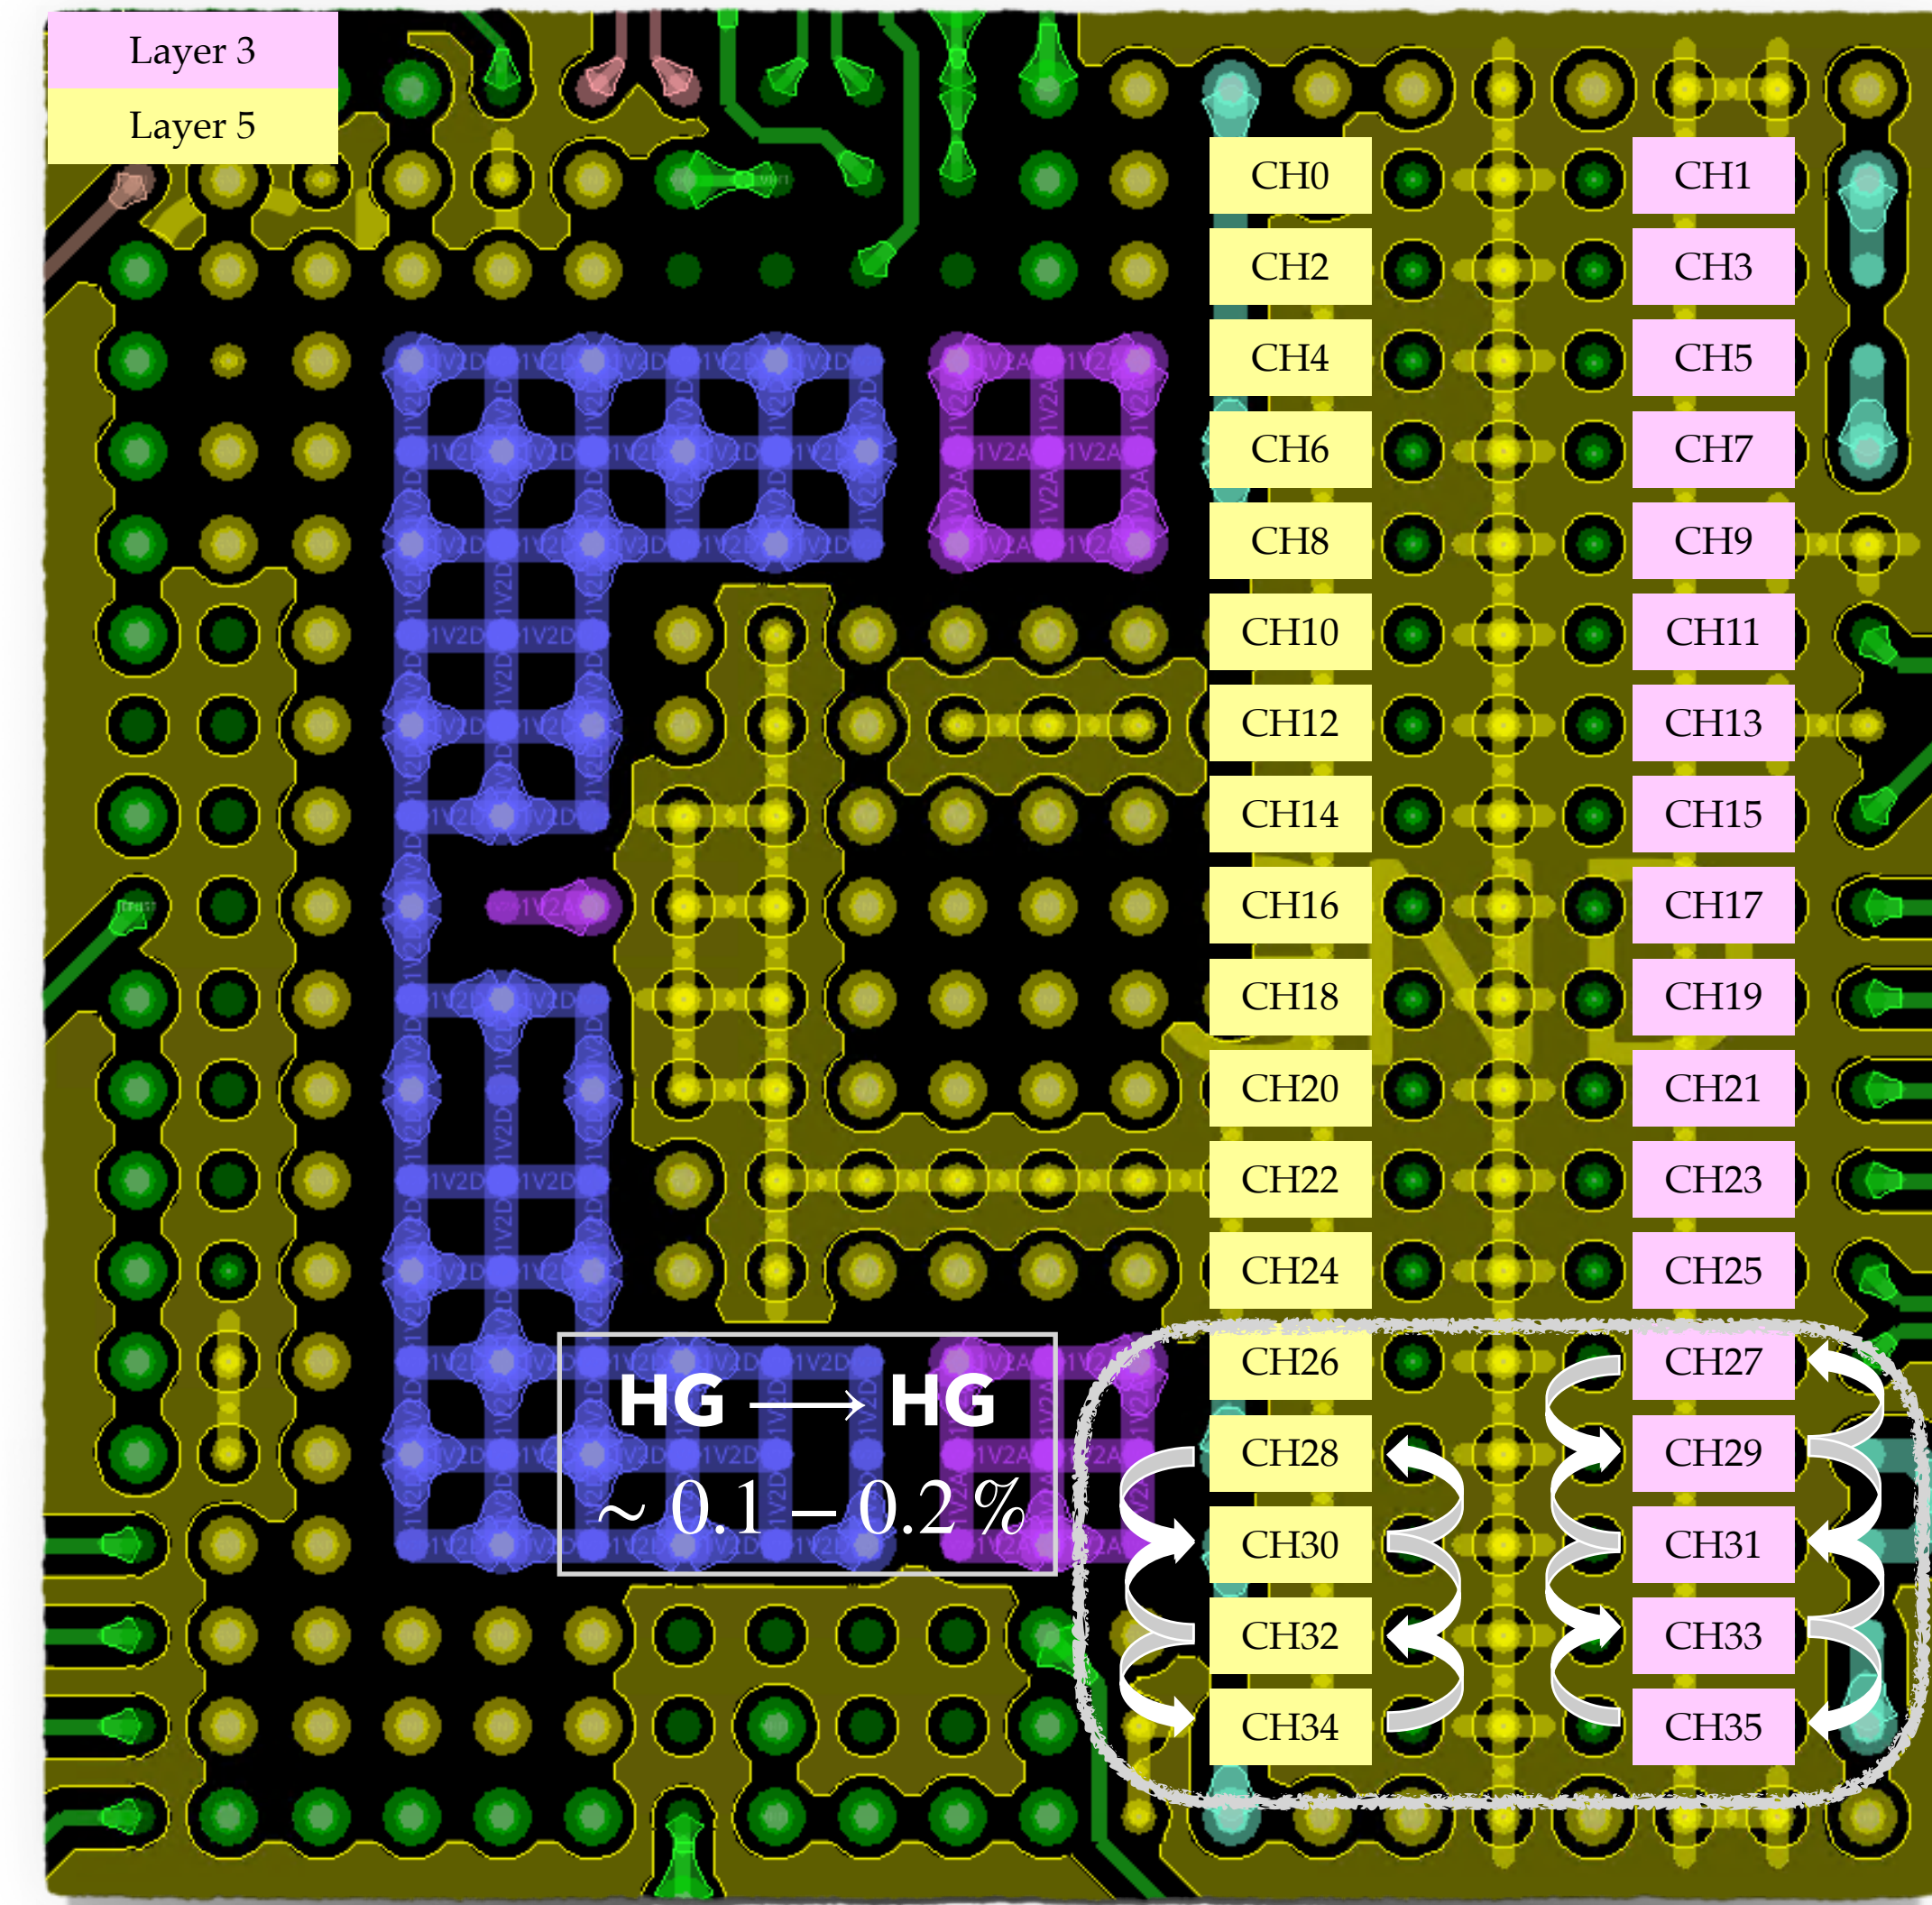 Layer 3
Layer 5
CH0 CH1
CH2 CH3
CH4 CH5
CH6 CH7
CH8 CH9
CH10 CH11
CH12 CH13
CH14 CH15
CH16 CH17
CH18 CH19
CH20 CH21
CH22 CH23
CH24 CH25
CH26 CH27
CH28 CH29
CH30 CH31
CH32 CH33
CH34 CH35
HG ⟶ HG
~ 0.1 – 0.2 %